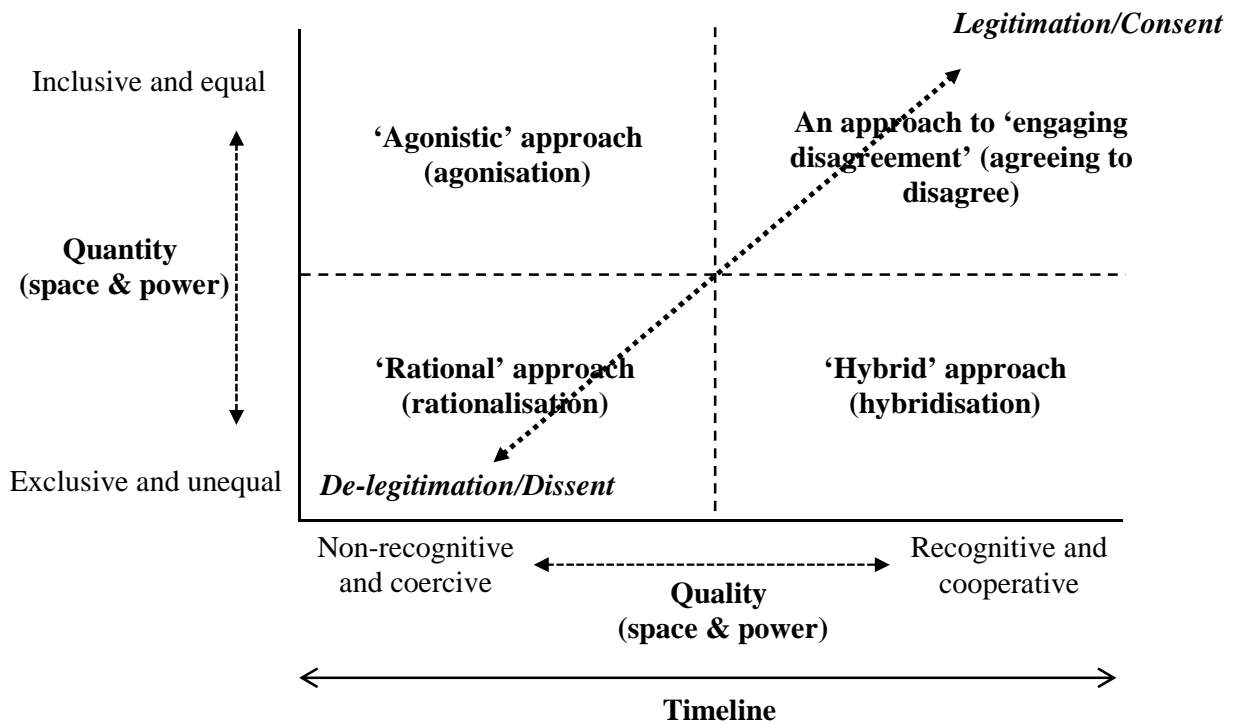 Legitimation/Consent
Inclusive and equal
‘Agonistic’ approach
(agonisation)
An approach to ‘engaging
disagreement’ (agreeing to
disagree)
Quantity
(space & power)
‘Rational’ approach
(rationalisation)
‘Hybrid’ approach
(hybridisation)
Exclusive and unequal
De-legitimation/Dissent
Non-recognitive
and coercive
Recognitive and
cooperative
Quality
(space & power)
Timeline